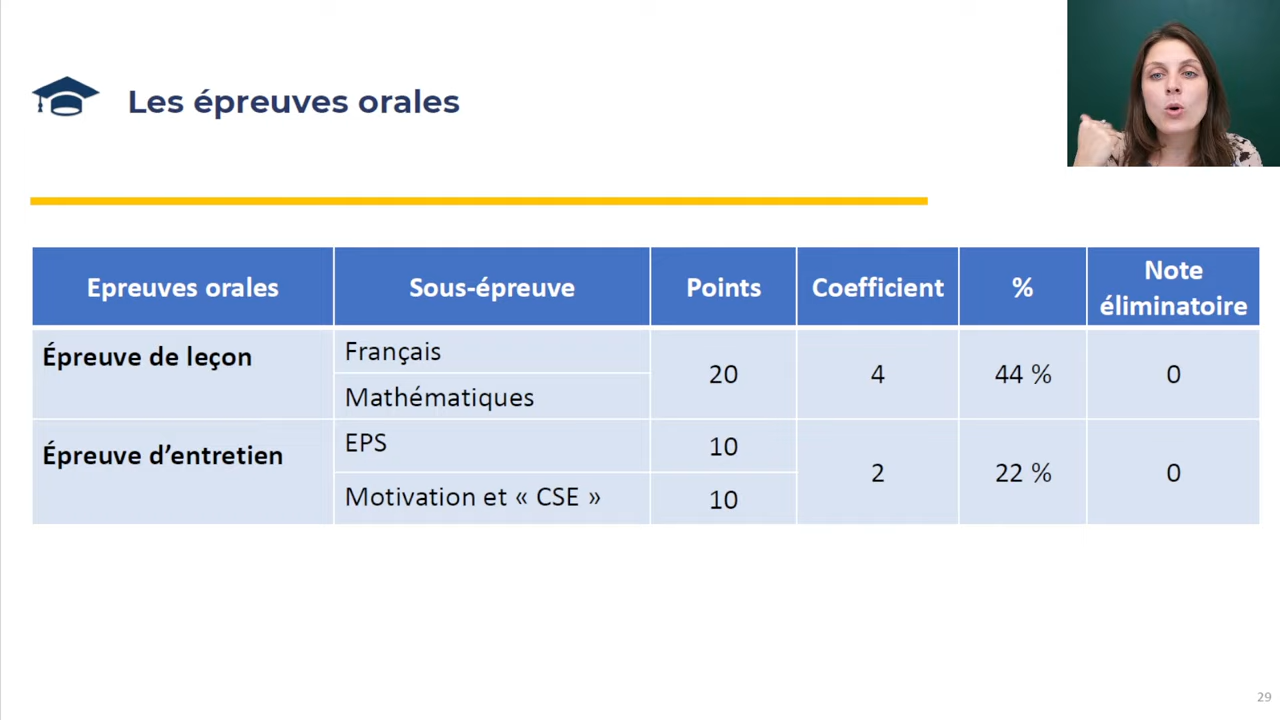 Les épreuves orales
Epreuves orales
Sous-épreuve
Points
Coefficient
%
Note
éliminatoire
Épreuve de leçon
Français
Mathématiques
20
4
44 %
0
Épreuve d’entretien
EPS
10
Motivation et « CSE »
10
2
22 %
0
29